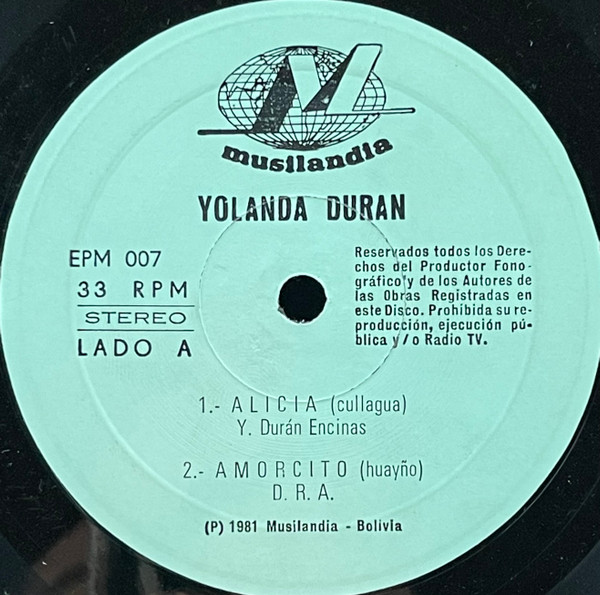 musilandia
YOLANDA DURAN
EPM 007
33 RPM
STEREO
LADO A
Reservados todos los Dere-
chos del Productor Fono-
gráfico y de los Autores de
las Obras Registradas en
este Disco. Prohibida su re-
producción, ejecución pú-
blica y/o Radio TV.
1.- ALICIA (cullagua)
Y. Durán Encinas
2.- AMORCITO (huayño)
D. R. A.
(P) 1981 Musilandia - Bolivia